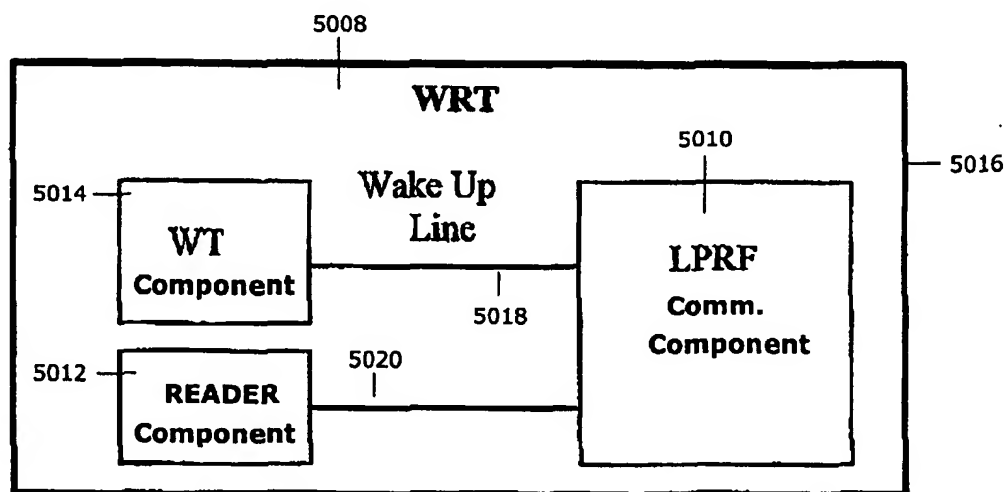 5008
WRT
5010
5016
5014
Wake Up
Line
WT
Component
LPRF
Comm.
Component
5018
5012
5020
READER
Component